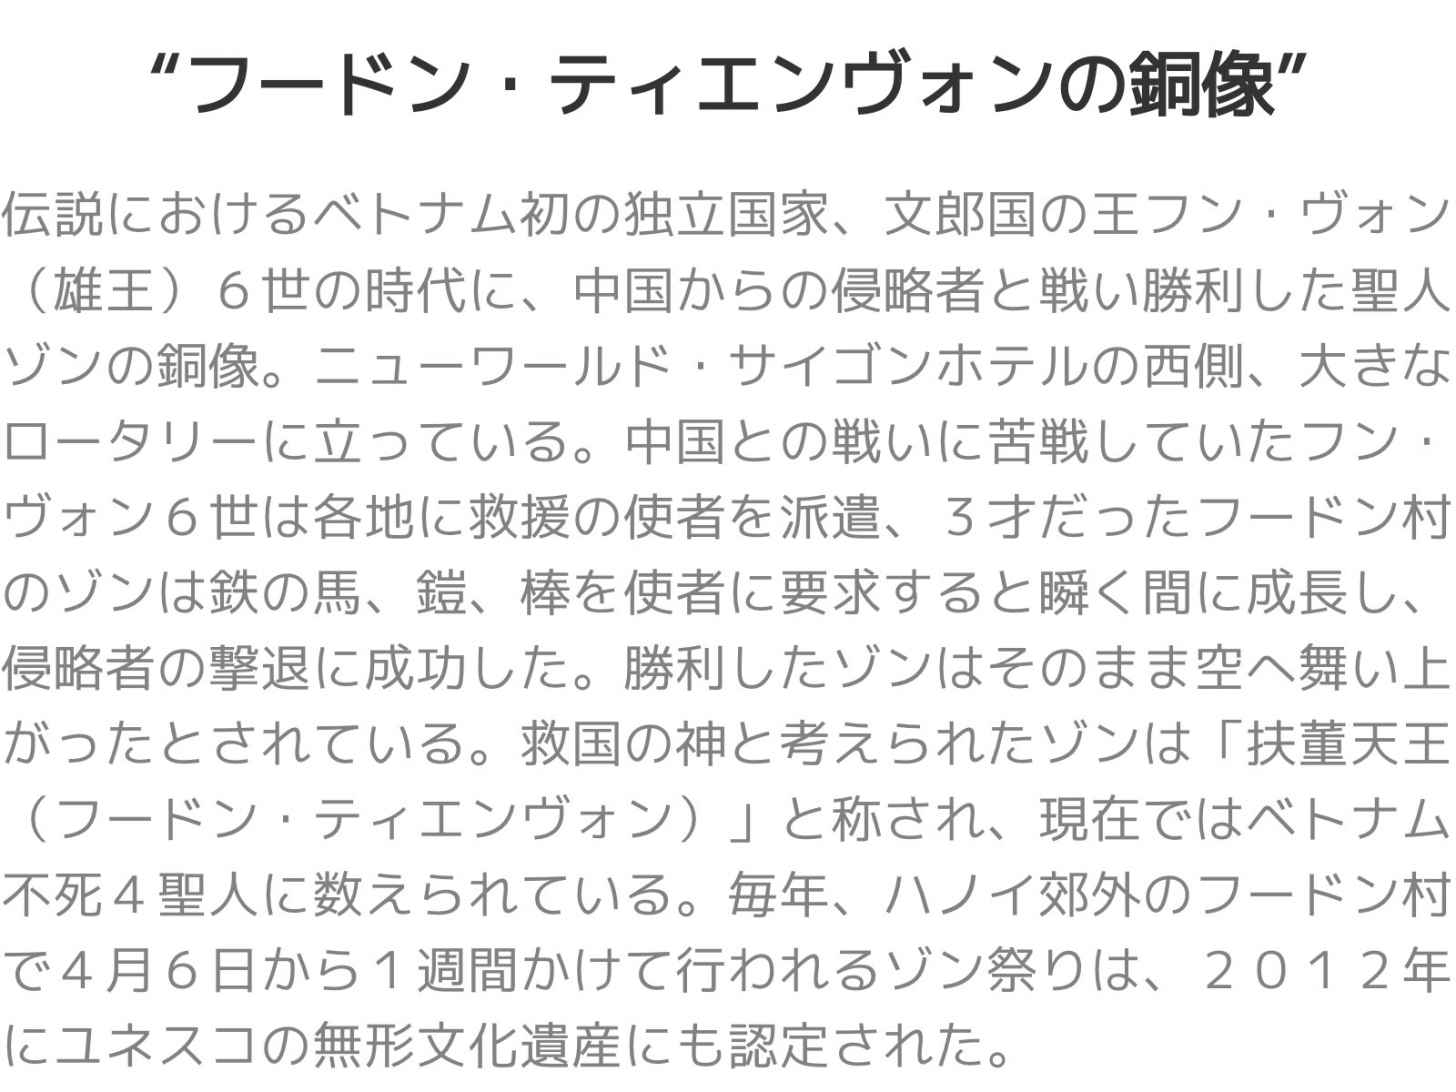 “フードン・ティエンヴォンの銅像”
伝説におけるベトナム初の独立国家、文郎国の王フン・ヴォン
（雄王）６世の時代に、中国からの侵略者と戦い勝利した聖人
ゾンの銅像。ニューワールド・サイゴンホテルの西側、大きな
ロータリーに立っている。中国との戦いに苦戦していたフン・
ヴォン６世は各地に救援の使者を派遣、３才だったフードン村
のゾンは鉄の馬、鎧、棒を使者に要求すると瞬く間に成長し、
侵略者の撃退に成功した。勝利したゾンはそのまま空へ舞い上
がったとされている。救国の神と考えられたゾンは「扶董天王
（フードン・ティエンヴォン）」と称され、現在ではベトナム
不死４聖人に数えられている。毎年、ハノイ郊外のフードン村
で４月６日から１週間かけて行われるゾン祭りは、２０１２年
にユネスコの無形文化遺産にも認定された。